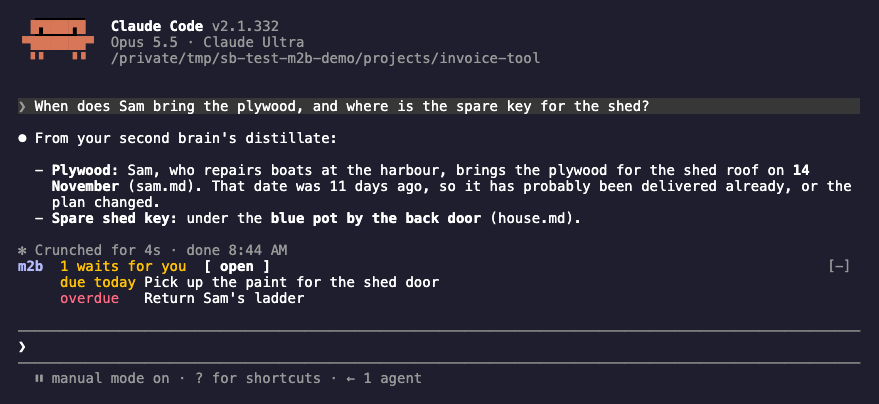 Claude Code v2.1.332
Opus 5.5 · Claude Ultra
/private/tmp/sb-test-m2b-demo/projects/invoice-tool
❯ When does Sam bring the plywood, and where is the spare key for the shed?
● From your second brain's distillate:
- Plywood: Sam, who repairs boats at the harbour, brings the plywood for the shed roof on 14
November (sam.md). That date was 11 days ago, so it has probably been delivered already, or the
plan changed.
- Spare shed key: under the blue pot by the back door (house.md).
✻ Crunched for 4s · done 8:44 AM
m2b 1 waits for you [ open ] [-]
due today Pick up the paint for the shed door
overdue Return Sam's ladder
❯
⏸ manual mode on · ? for shortcuts · ← 1 agent